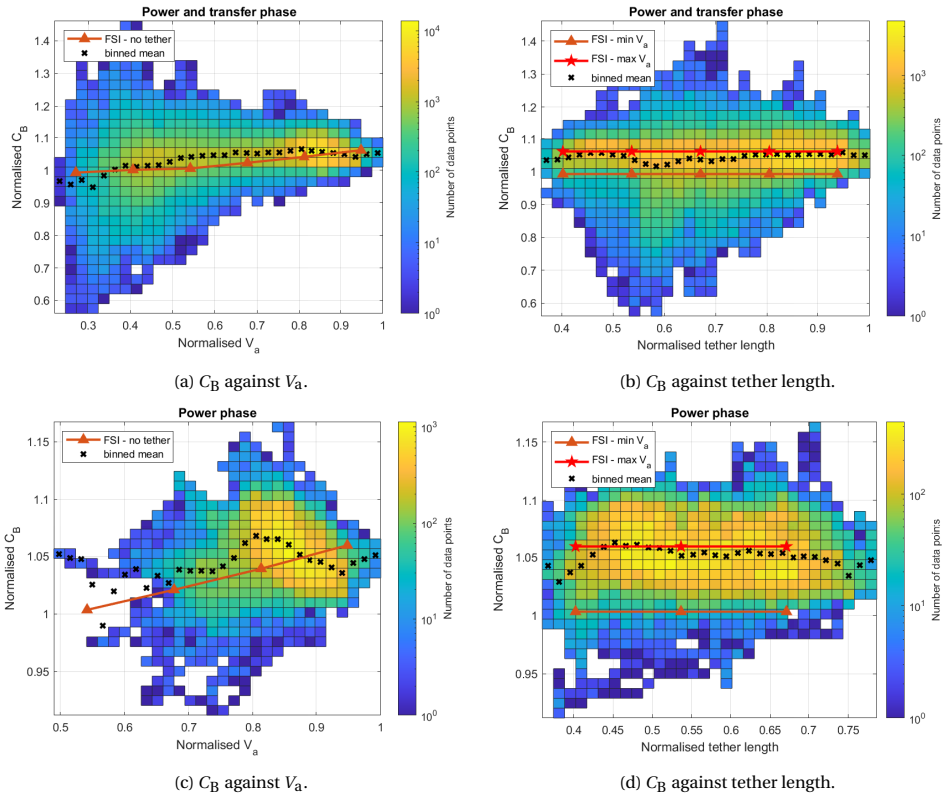 Power and transfer phase
FSI - no tether
binned mean
1.4
1.3
1.2
1.1
1
0.9
0.8
0.7
0.6
Normalised C_B
0.3 0.4 0.5 0.6 0.7 0.8 0.9 1
Normalised V_a
10^4
10^3
10^2
10^1
10^0
Number of data points
(a) C_B against V_a.
Power and transfer phase
FSI - min V_a
FSI - max V_a
binned mean
1.4
1.3
1.2
1.1
1
0.9
0.8
0.7
0.6
Normalised C_B
0.4 0.5 0.6 0.7 0.8 0.9 1
Normalised tether length
10^3
10^2
10^1
10^0
Number of data points
(b) C_B against tether length.
Power phase
FSI - no tether
binned mean
1.15
1.1
1.05
1
0.95
Normalised C_B
0.5 0.6 0.7 0.8 0.9 1
Normalised V_a
10^3
10^2
10^1
10^0
Number of data points
(c) C_B against V_a.
Power phase
FSI - min V_a
FSI - max V_a
binned mean
1.15
1.1
1.05
1
0.95
Normalised C_B
0.4 0.45 0.5 0.55 0.6 0.65 0.7 0.75
Normalised tether length
10^2
10^1
10^0
Number of data points
(d) C_B against tether length.